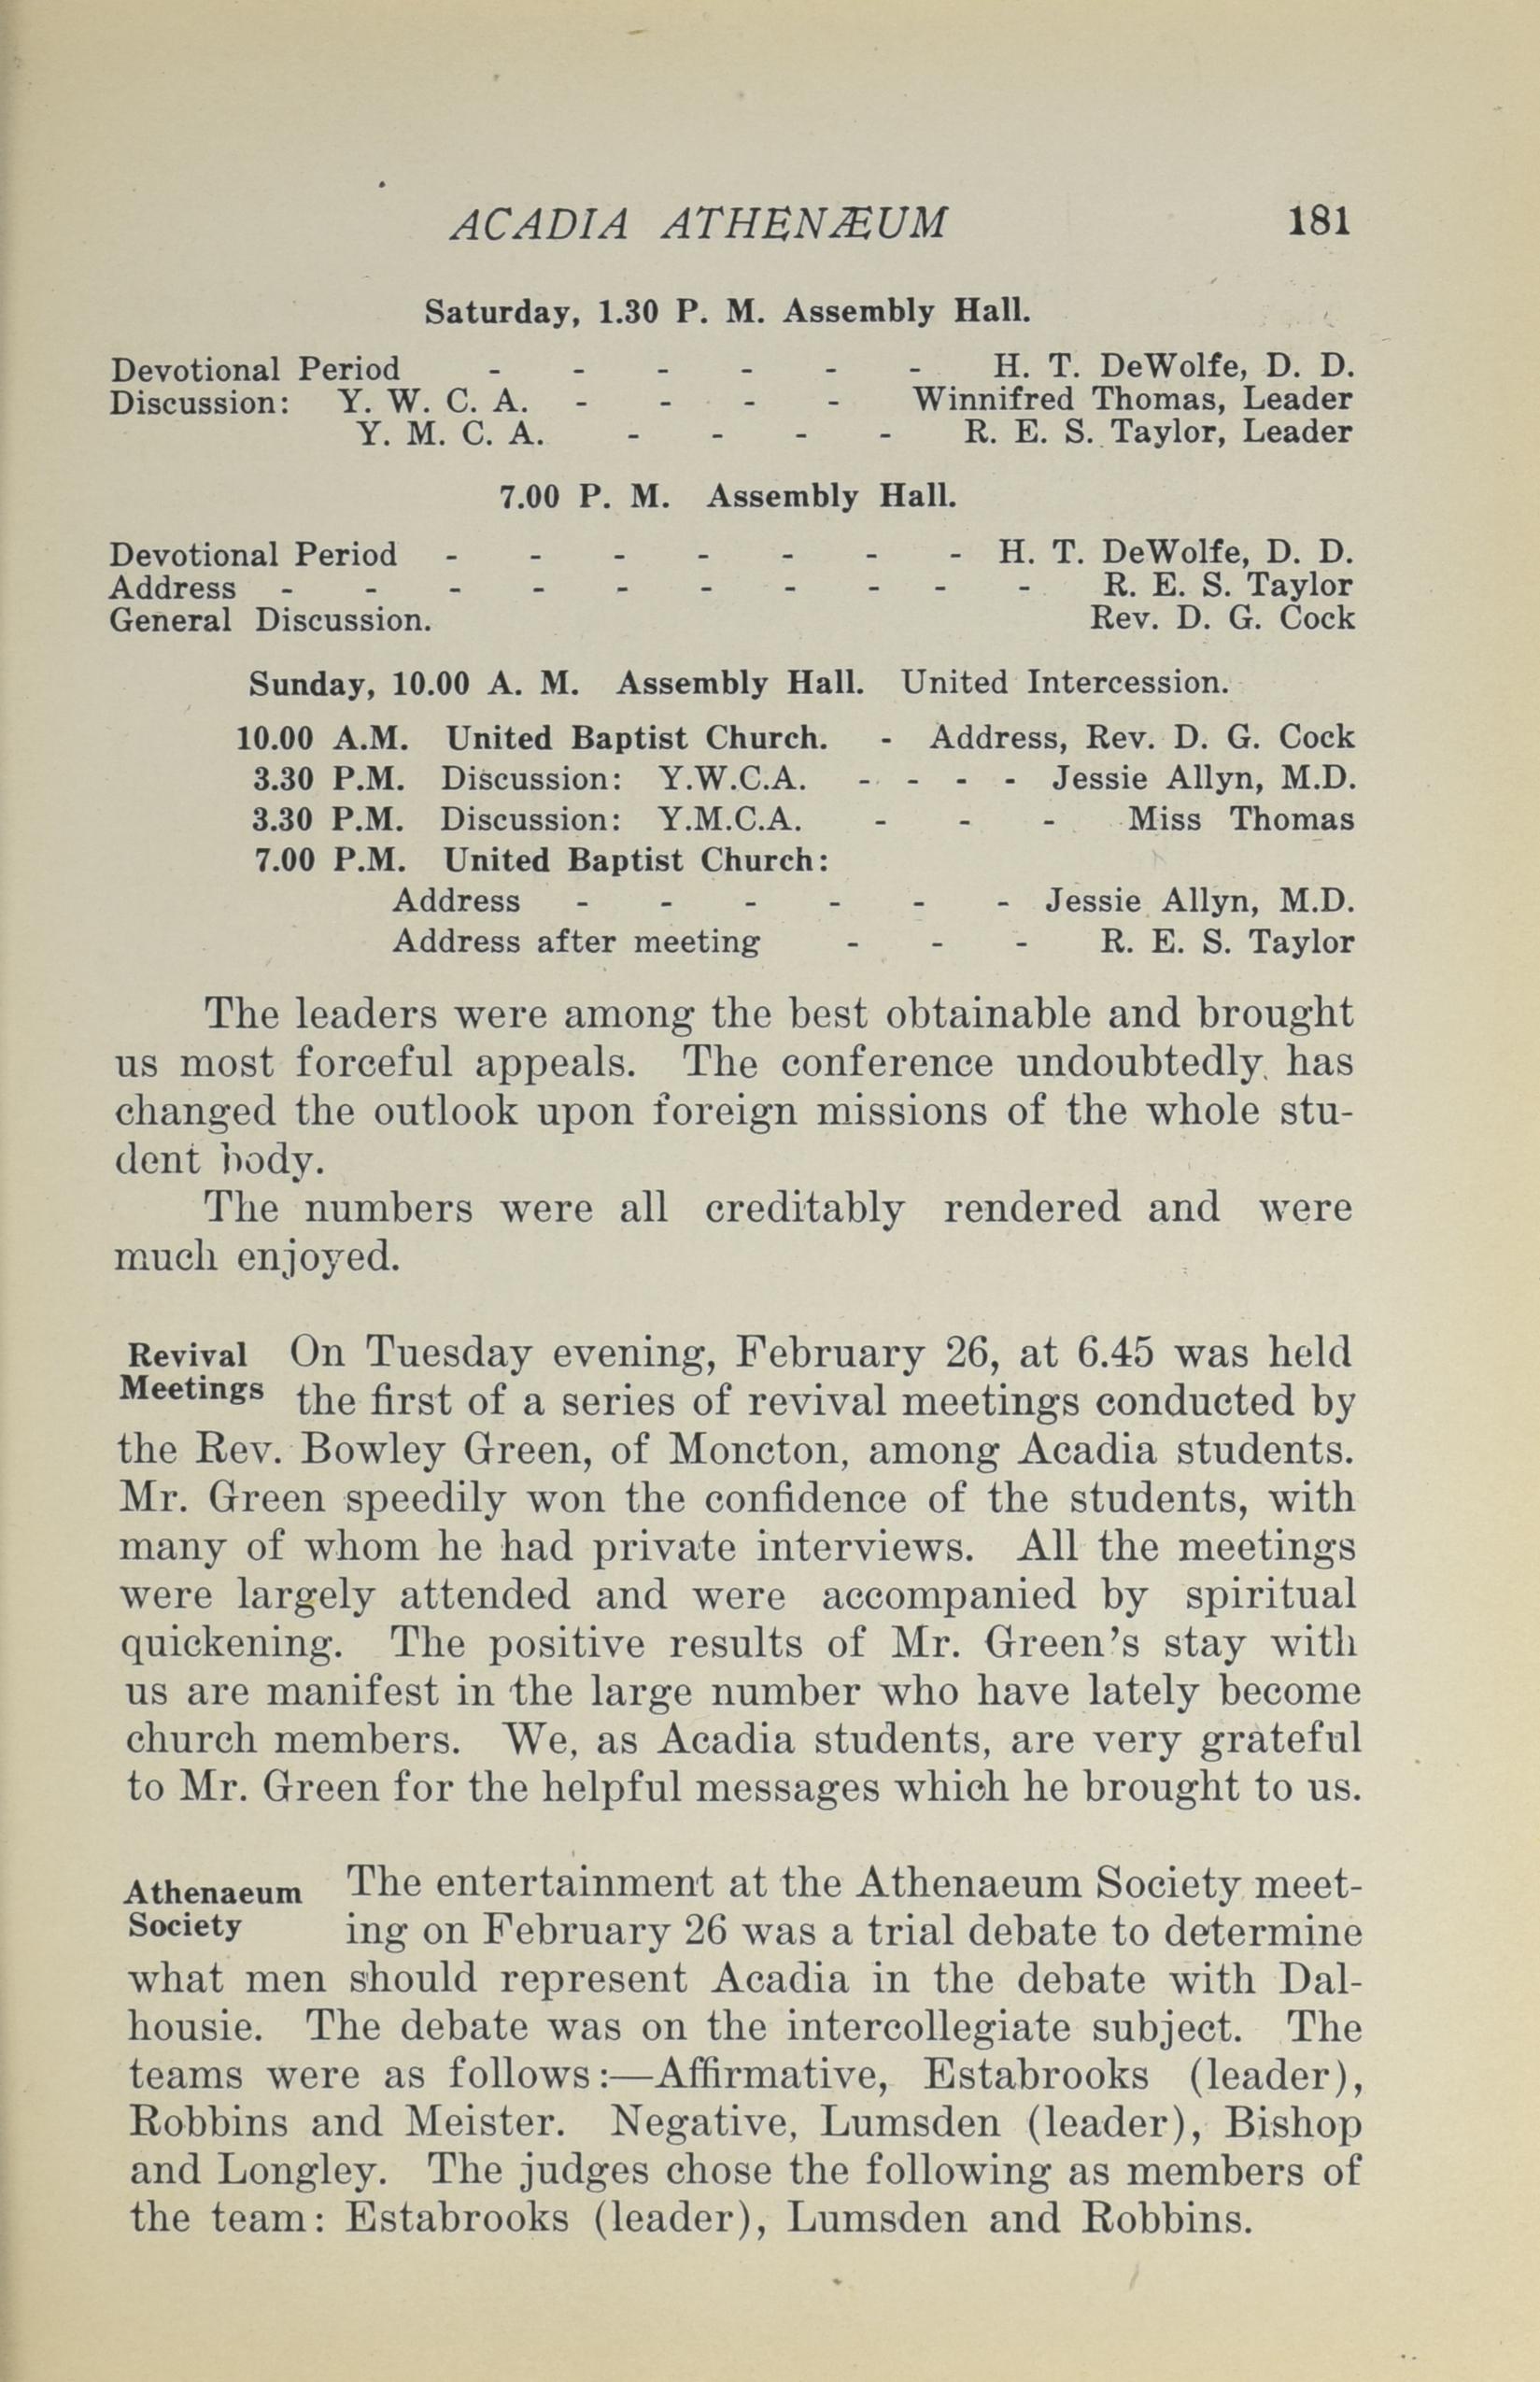 ACADIA ATHENÆUM 181
Saturday, 1.30 P. M. Assembly Hall.
Devotional Period - - - - - - H. T. DeWolfe, D. D.
Discussion: Y. W. C. A. - - - - Winnifred Thomas, Leader
Y. M. C. A. - - - - R. E. S. Taylor, Leader
7.00 P. M. Assembly Hall.
Devotional Period - - - - - - - H. T. DeWolfe, D. D.
Address - - - - - - - - - - R. E. S. Taylor
General Discussion. Rev. D. G. Cock
Sunday, 10.00 A. M. Assembly Hall. United Intercession.
10.00 A.M. United Baptist Church. - Address, Rev. D. G. Cock
3.30 P.M. Discussion: Y.W.C.A. - - - - Jessie Allyn, M.D.
3.30 P.M. Discussion: Y.M.C.A. - - - Miss Thomas
7.00 P.M. United Baptist Church:
Address - - - - - - Jessie Allyn, M.D.
Address after meeting - - - R. E. S. Taylor
The leaders were among the best obtainable and brought
us most forceful appeals. The conference undoubtedly has
changed the outlook upon foreign missions of the whole stu-
dent body.
The numbers were all creditably rendered and were
much enjoyed.
Revival On Tuesday evening, February 26, at 6.45 was held
Meetings the first of a series of revival meetings conducted by
the Rev. Bowley Green, of Moncton, among Acadia students.
Mr. Green speedily won the confidence of the students, with
many of whom he had private interviews. All the meetings
were largely attended and were accompanied by spiritual
quickening. The positive results of Mr. Green's stay with
us are manifest in the large number who have lately become
church members. We, as Acadia students, are very grateful
to Mr. Green for the helpful messages which he brought to us.
Athenaeum The entertainment at the Athenaeum Society meet-
Society ing on February 26 was a trial debate to determine
what men should represent Acadia in the debate with Dal-
housie. The debate was on the intercollegiate subject. The
teams were as follows:—Affirmative, Estabrooks (leader),
Robbins and Meister. Negative, Lumsden (leader), Bishop
and Longley. The judges chose the following as members of
the team: Estabrooks (leader), Lumsden and Robbins.